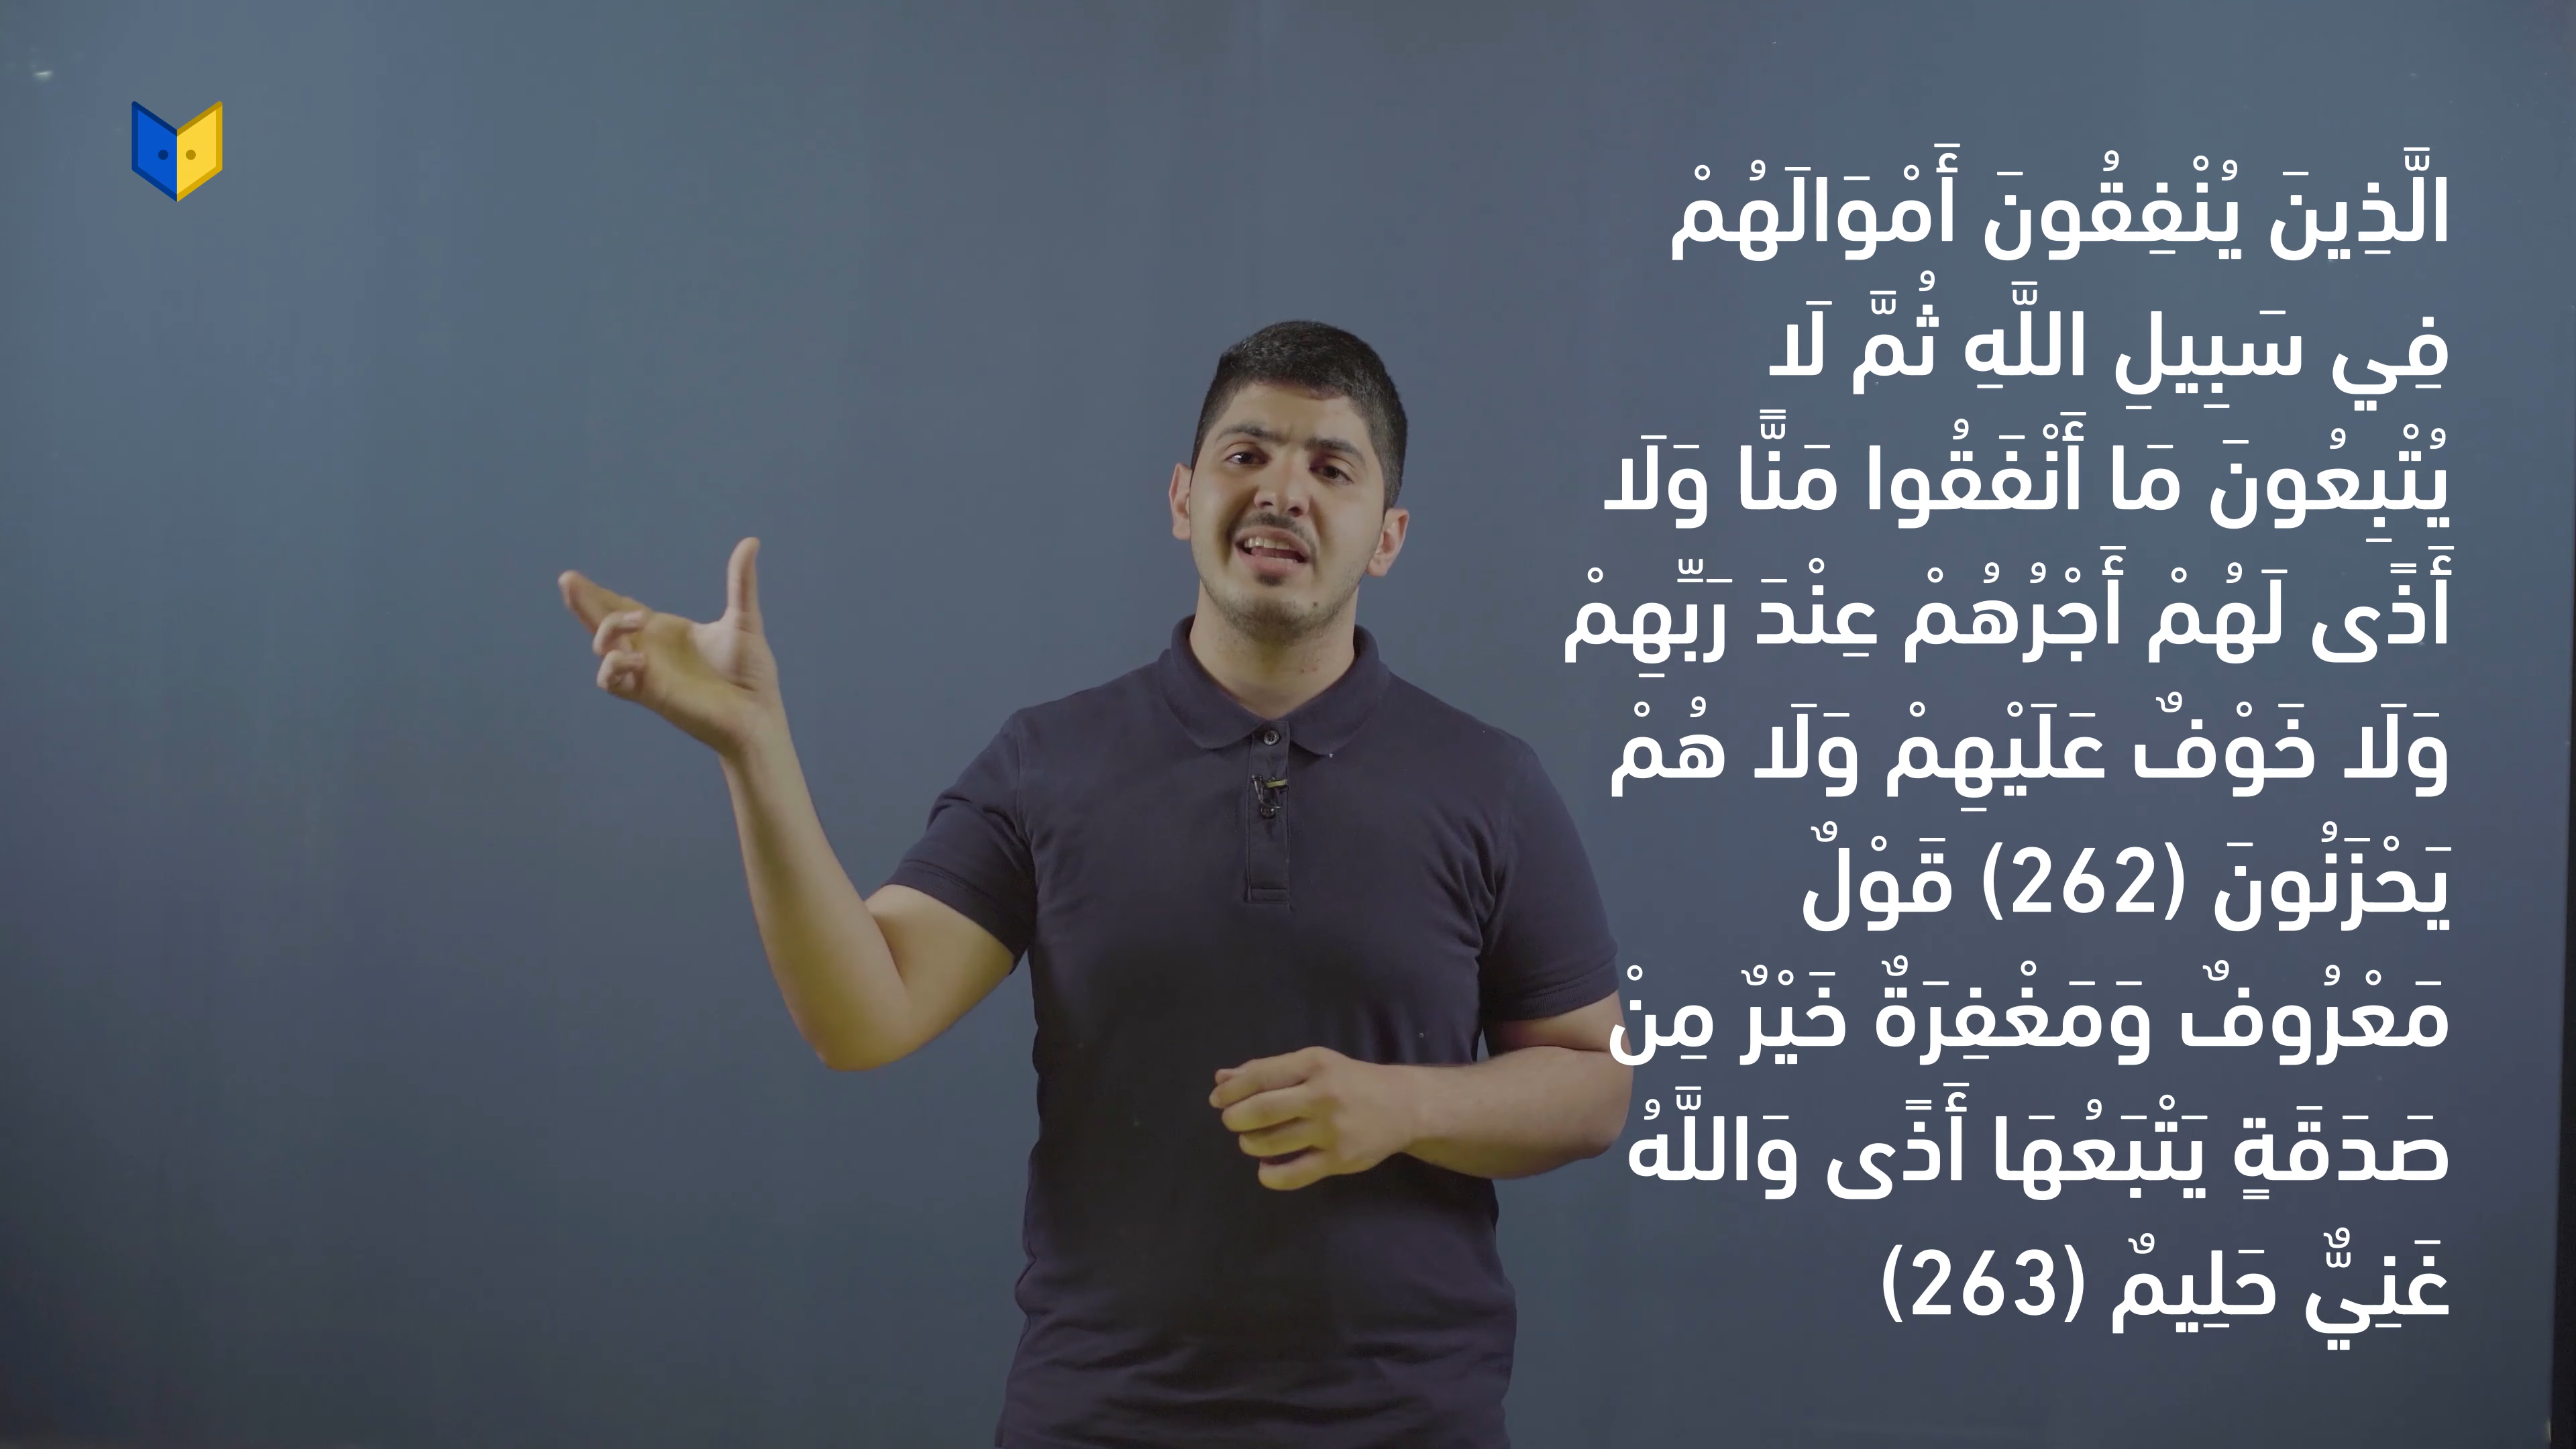 الَّذِينَ يُنْفِقُونَ أَمْوَالَهُمْ
فِي سَبِيلِ اللَّهِ ثُمَّ لَا
يُتْبِعُونَ مَا أَنْفَقُوا مَنًّا وَلَا
أَذًى لَهُمْ أَجْرُهُمْ عِنْدَ رَبِّهِمْ
وَلَا خَوْفٌ عَلَيْهِمْ وَلَا هُمْ
يَحْزَنُونَ (262) قَوْلٌ
مَعْرُوفٌ وَمَغْفِرَةٌ خَيْرٌ مِنْ
صَدَقَةٍ يَتْبَعُهَا أَذًى وَاللَّهُ
غَنِيٌّ حَلِيمٌ (263)